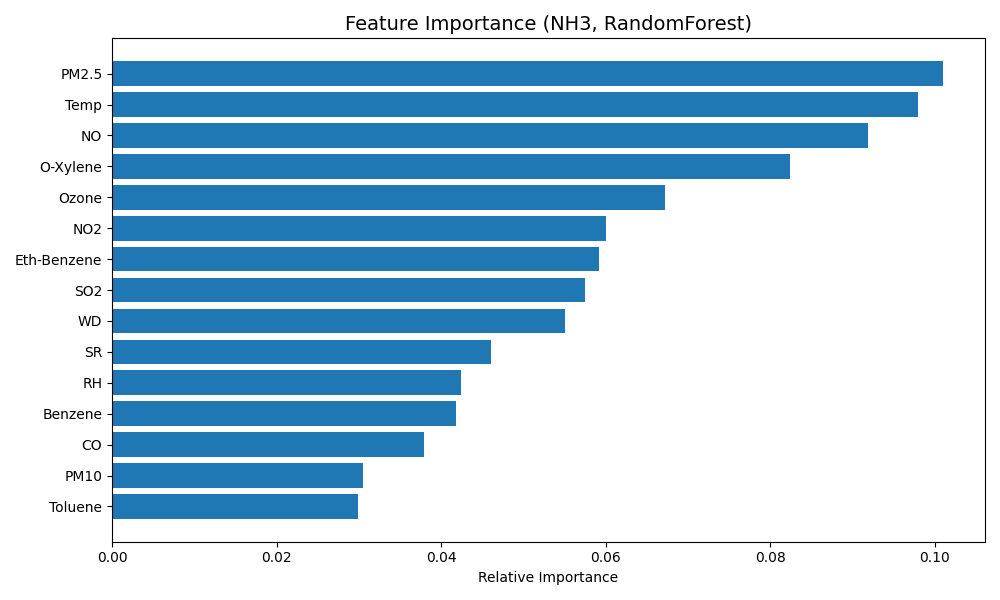 Feature Importance (NH3, RandomForest)
PM2.5
Temp
NO
O-Xylene
Ozone
NO2
Eth-Benzene
SO2
WD
SR
RH
Benzene
CO
PM10
Toluene
0.00 0.02 0.04 0.06 0.08 0.10
Relative Importance